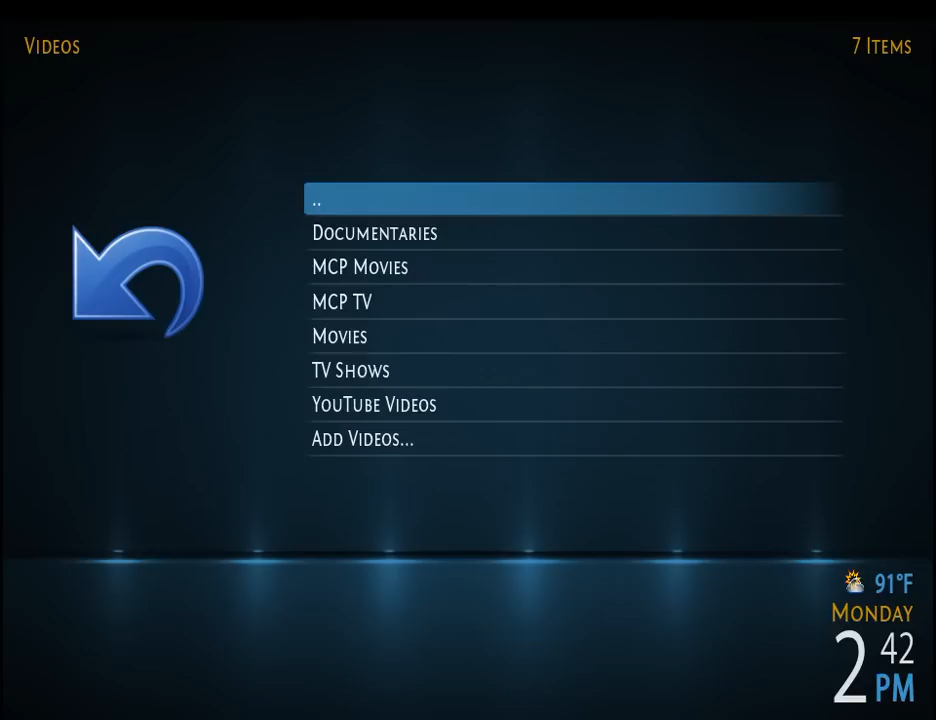 Videos
7 Items
..
Documentaries
MCP Movies
MCP TV
Movies
TV Shows
YouTube Videos
Add Videos...
91°F
Monday
2 42
PM